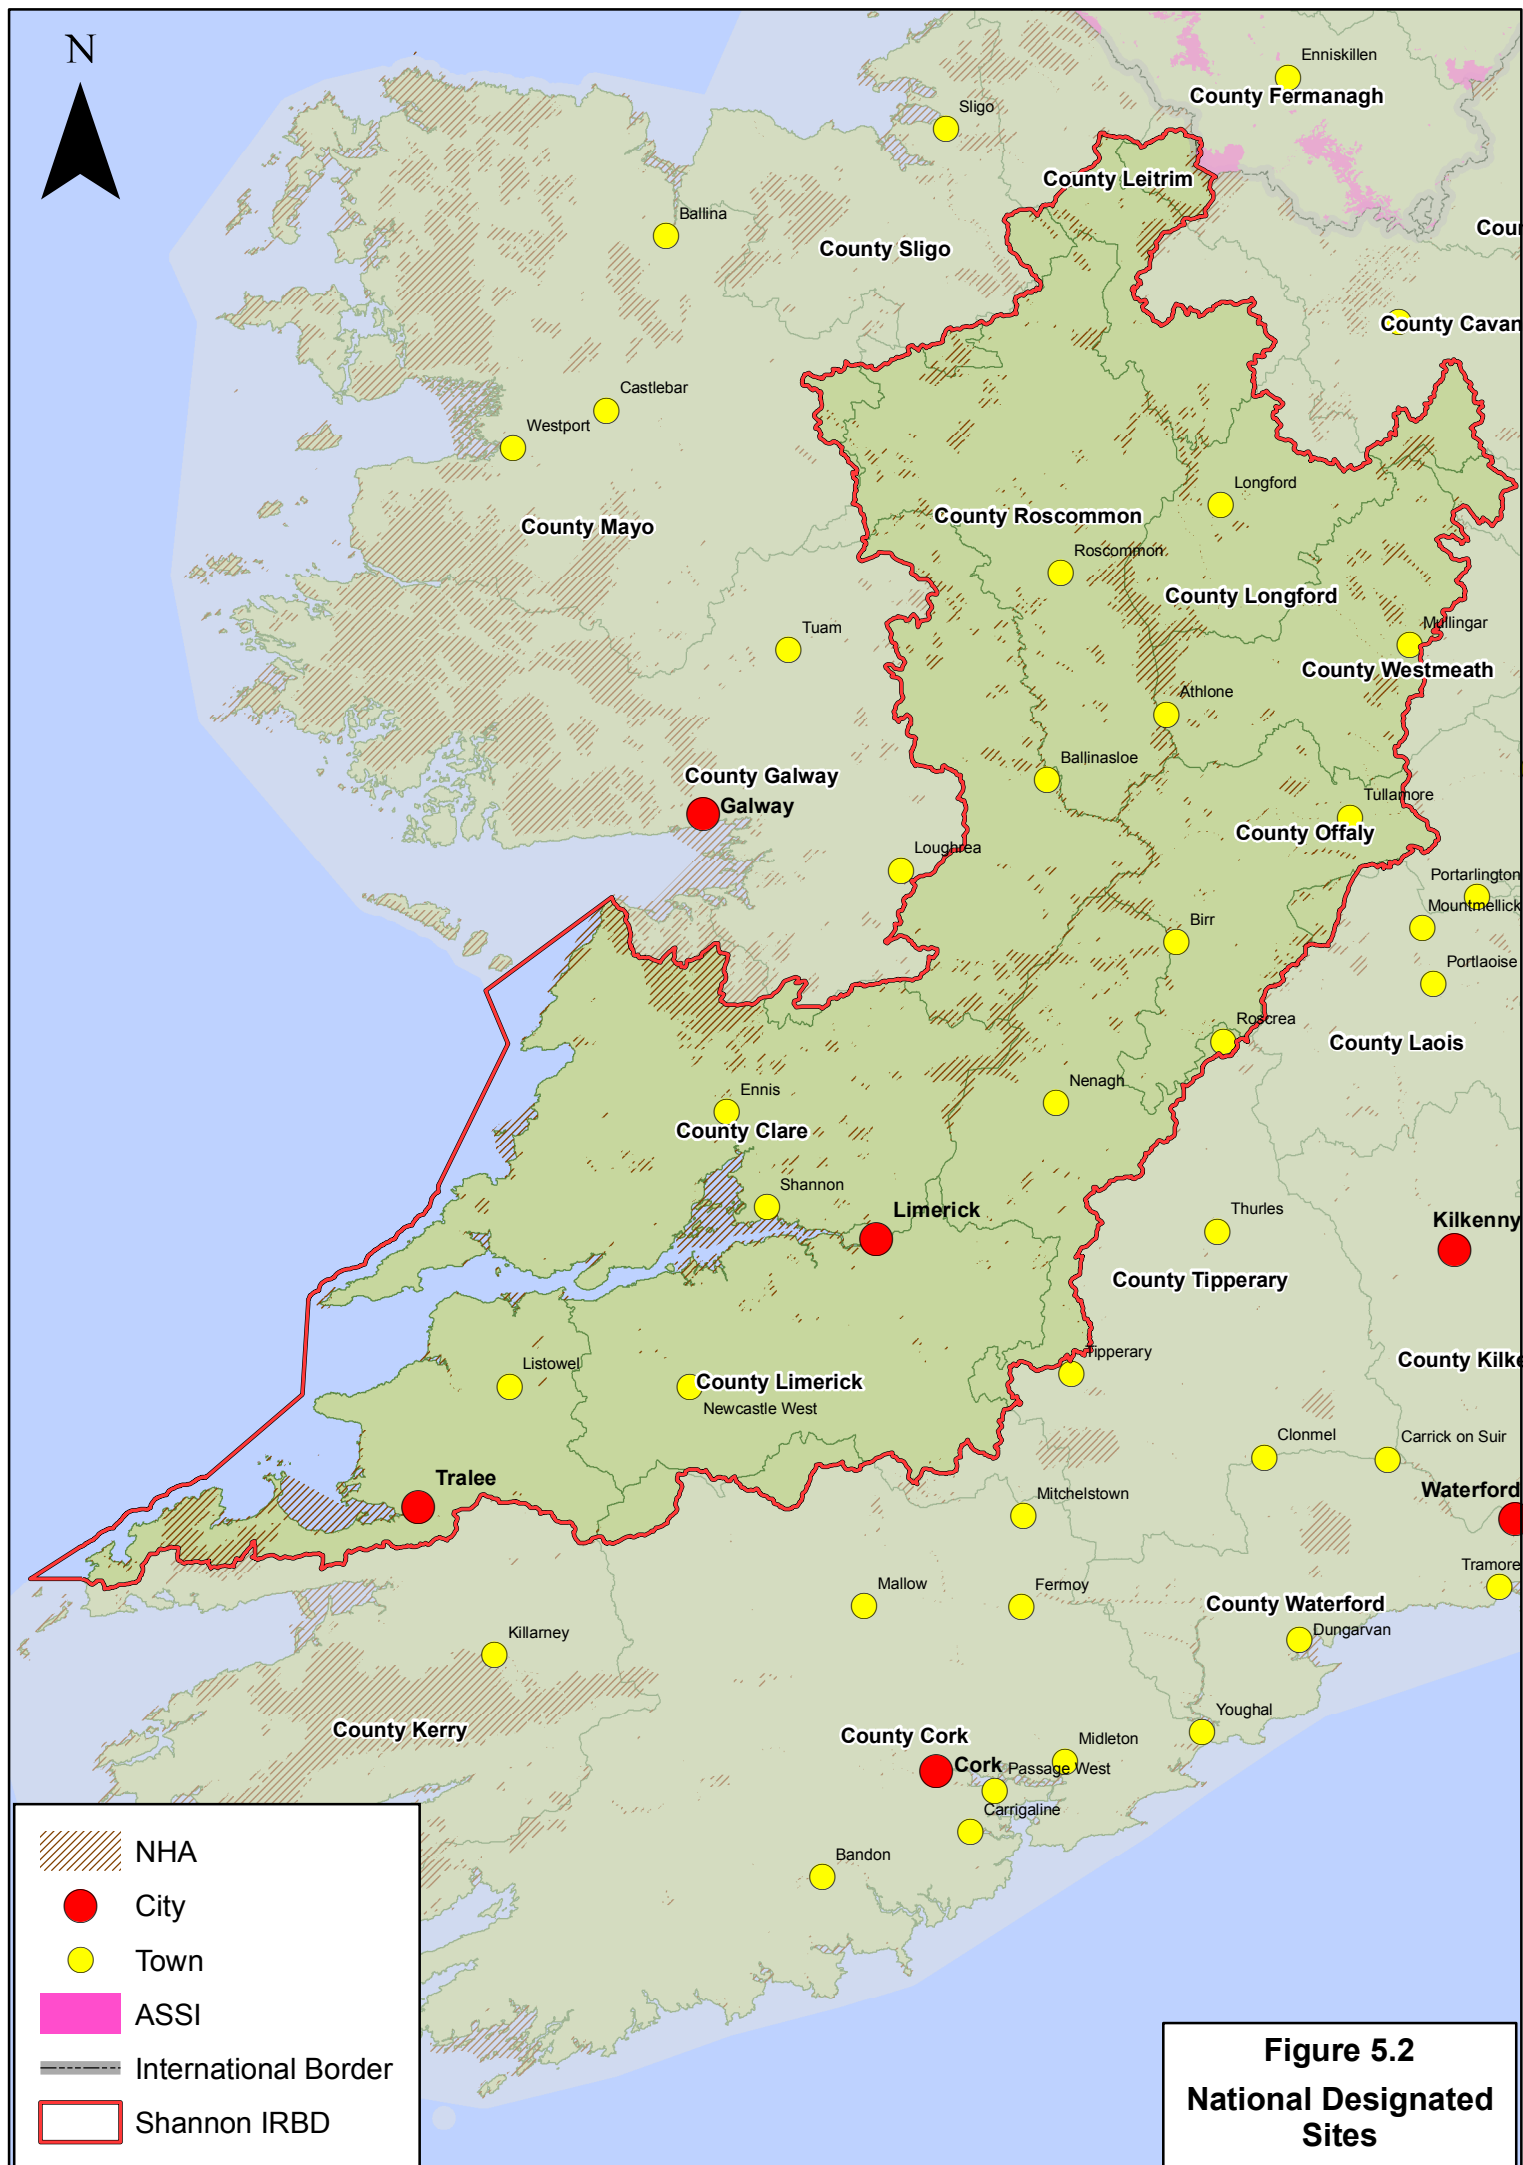 N
Enniskillen
County Fermanagh
Sligo
County Leitrim
Ballina
County Sligo
Coun
County Cavan
Castlebar
Westport
Longford
County Roscommon
County Mayo
Roscommon
County Longford
Tuam
Mullingar
County Westmeath
Athlone
Ballinasloe
County Galway
Galway
Tullamore
County Offaly
Loughrea
Portarlington
Mountmellick
Birr
Portlaoise
Roscrea
County Laois
Nenagh
Ennis
County Clare
Shannon
Limerick
Thurles
Kilkenny
County Tipperary
Tipperary
County Kilke
Listowel
County Limerick
Newcastle West
Clonmel
Carrick on Suir
Tralee
Mitchelstown
Waterford
Tramore
Mallow
Fermoy
County Waterford
Dungarvan
Killarney
Youghal
County Kerry
County Cork
Midleton
Cork
Passage West
Carrigaline
Bandon
NHA
City
Town
ASSI
International Border
Shannon IRBD
Figure 5.2
National Designated
Sites